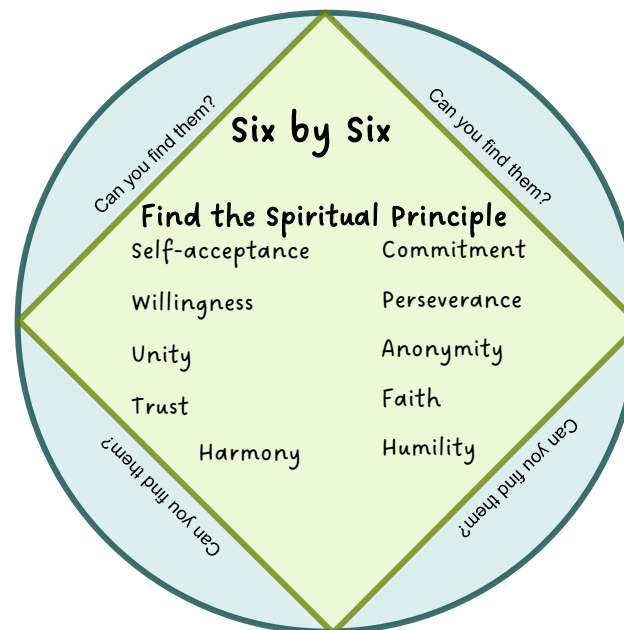 Can you find them?
Can you find them?
Six by Six
Find the Spiritual Principle
Self-acceptance
Willingness
Unity
Trust
Harmony
Commitment
Perseverance
Anonymity
Faith
Humility
Can you find them?
Can you find them?